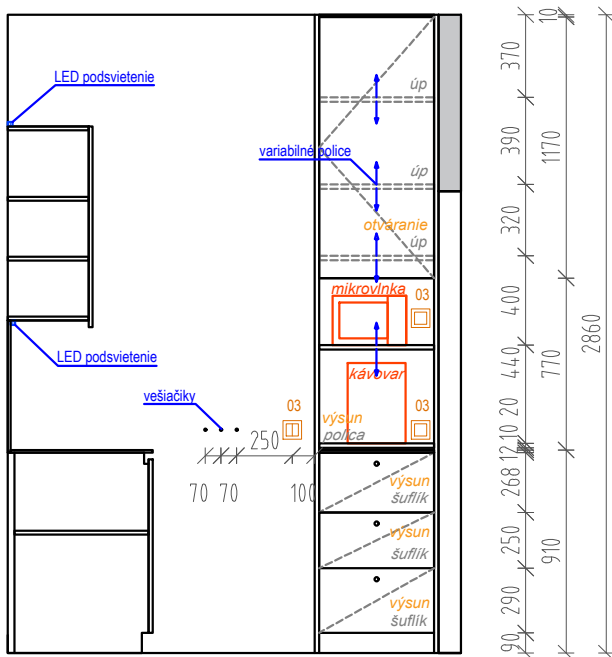 LED podsvietenie
úp
variabilné police
úp
otváranie
úp
mikrovlnka
03
LED podsvietenie
kávovar
vešiačiky
03
výsun
03
polica
250
70 70 100
výsun
šuflík
výsun
šuflík
výsun
šuflík
370
390
320
400
440
20
10
12
268
250
290
90
10
1170
770
910
2860